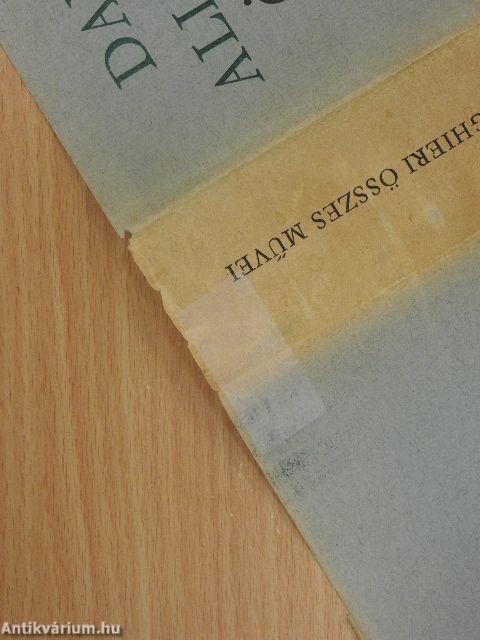 DA
ALI
GHIERI ÖSSZES MŰVEI
Antikvárium.hu